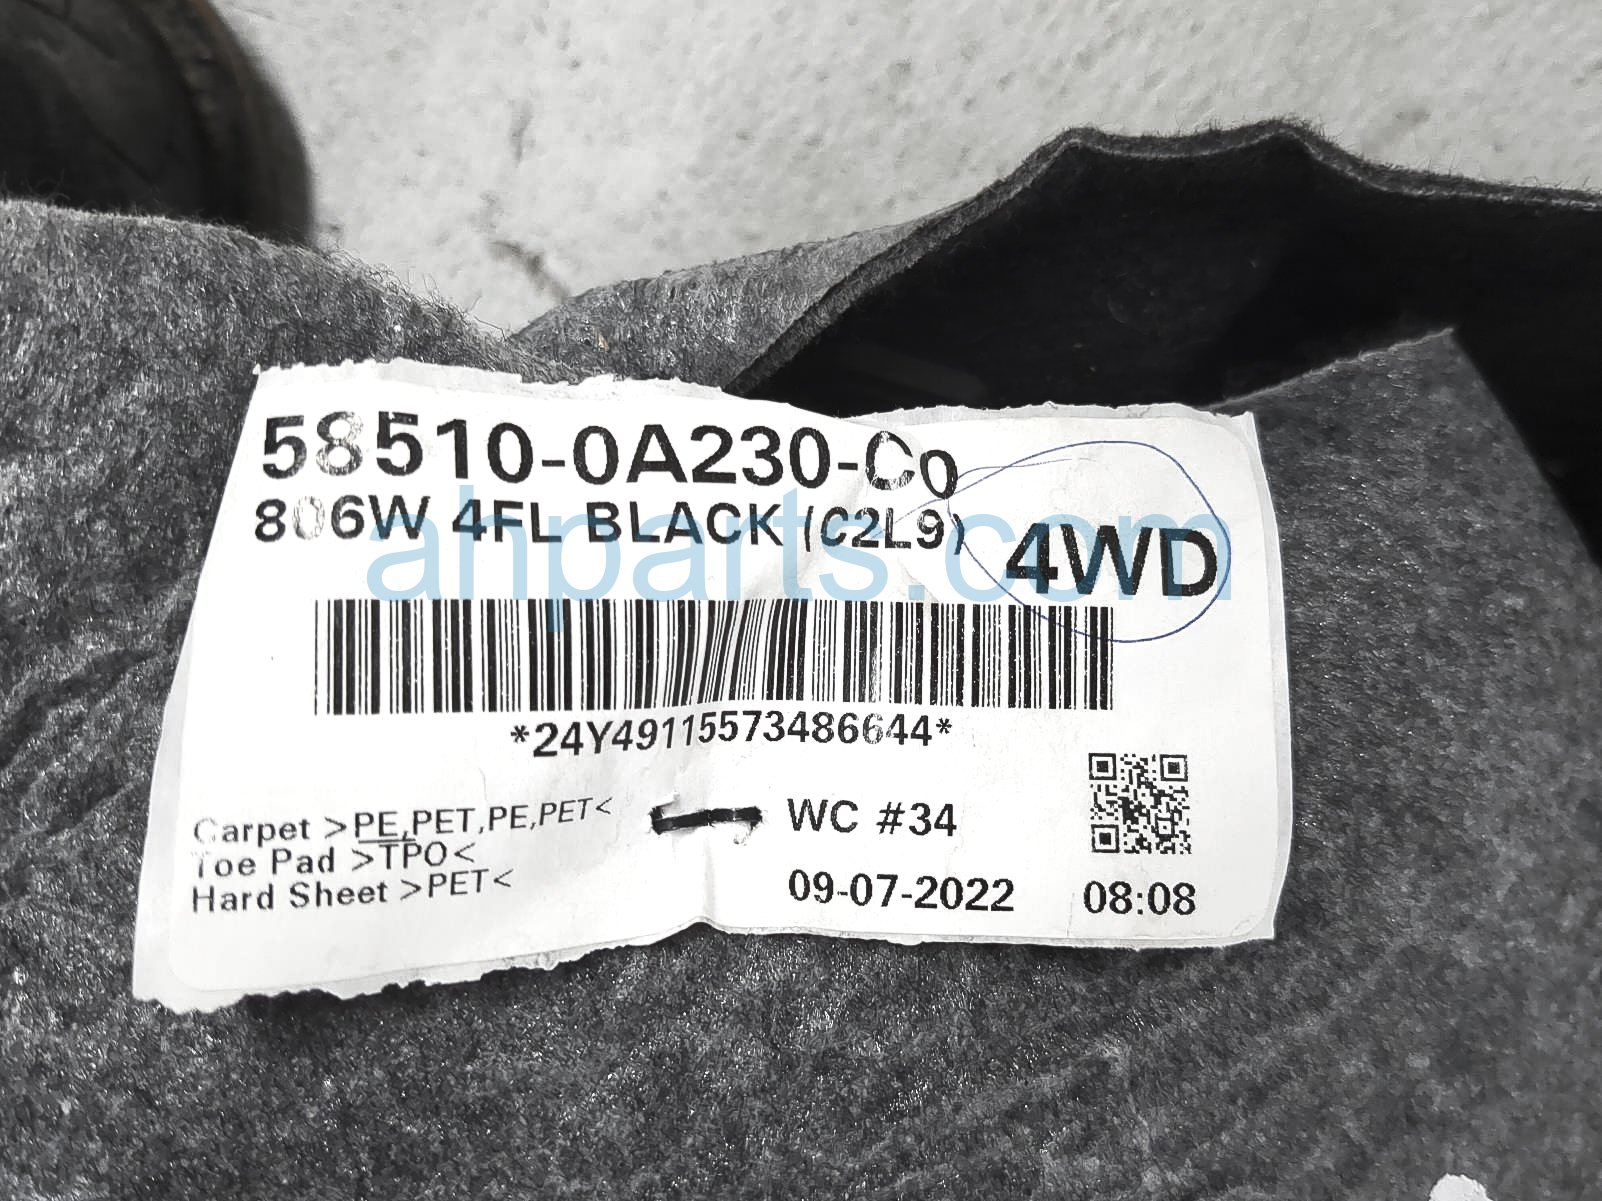 58510-0A230-C0
806W 4FL BLACK (C2L9) 4WD
ahparts.com
*24Y49115573486644*
Carpet >PE,PET,PE,PET<
Toe Pad >TPO<
Hard Sheet >PET<
WC #34
09-07-2022 08:08